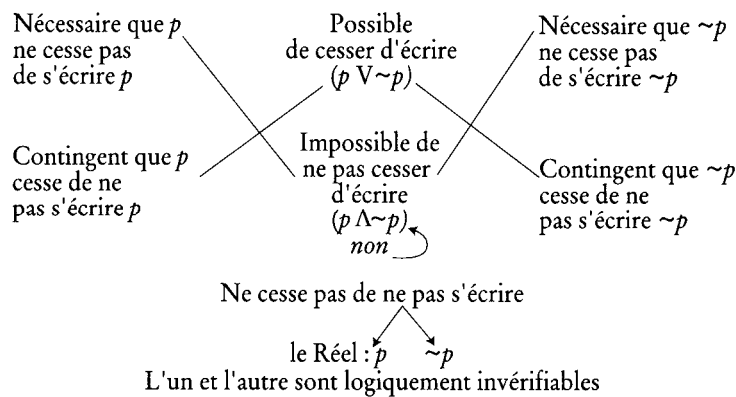 Nécessaire que p
ne cesse pas
de s'écrire p
Possible
de cesser d'écrire
(p V ~p)
Nécessaire que ~p
ne cesse pas
de s'écrire ~p
Contingent que p
cesse de ne
pas s'écrire p
Impossible de
ne pas cesser
d'écrire
(p Λ ~p)
non
Contingent que ~p
cesse de ne
pas s'écrire ~p
Ne cesse pas de ne pas s'écrire
le Réel : p ~p
L'un et l'autre sont logiquement invérifiables